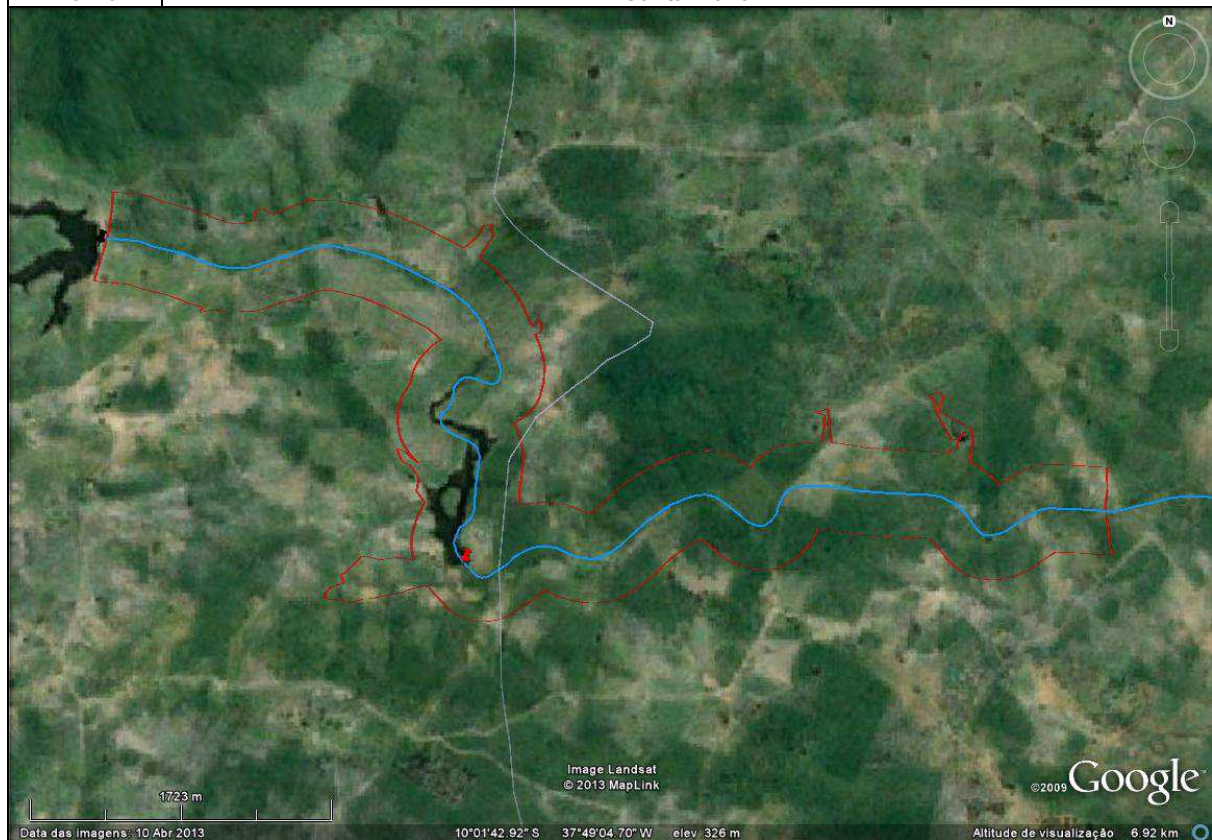 N
Image Landsat
© 2013 MapLink
©2009 Google
1723 m
Data das imagens: 10 Abr 2013 10°01'42.92" S 37°49'04.70" W elev 326 m Altitude de visualização 6.92 km